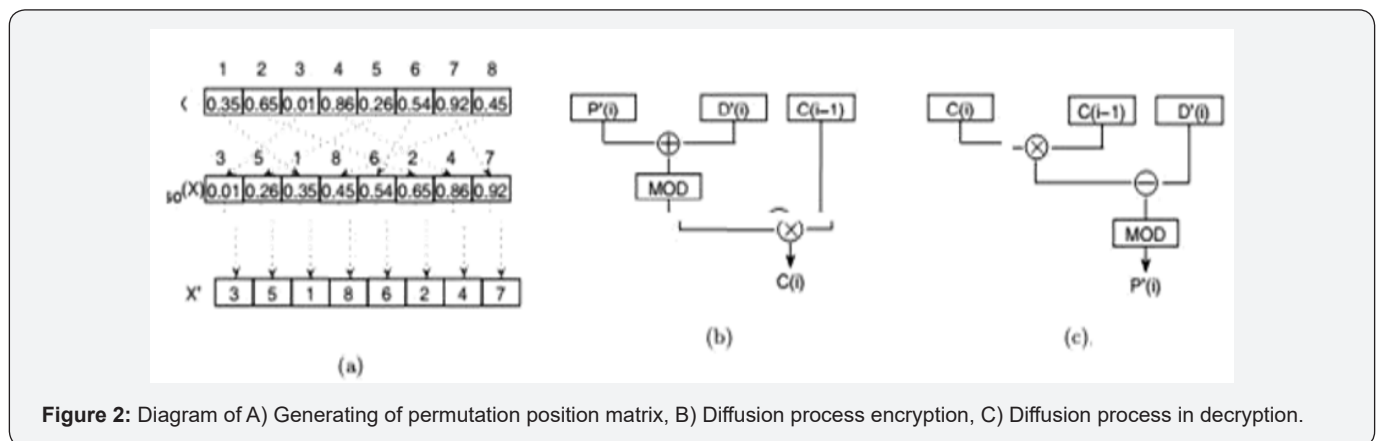 1 2 3 4 5 6 7 8
0.35 0.65 0.01 0.86 0.26 0.54 0.92 0.45
3 5 1 8 6 2 4 7
so(X) 0.01 0.26 0.35 0.45 0.54 0.65 0.86 0.92
X' 3 5 1 8 6 2 4 7
(a)
P'(i) D'(i) C(i−1)
MOD
C(i)
(b)
C(i) C(i−1) D'(i)
MOD
P'(i)
(c).
Figure 2: Diagram of A) Generating of permutation position matrix, B) Diffusion process encryption, C) Diffusion process in decryption.